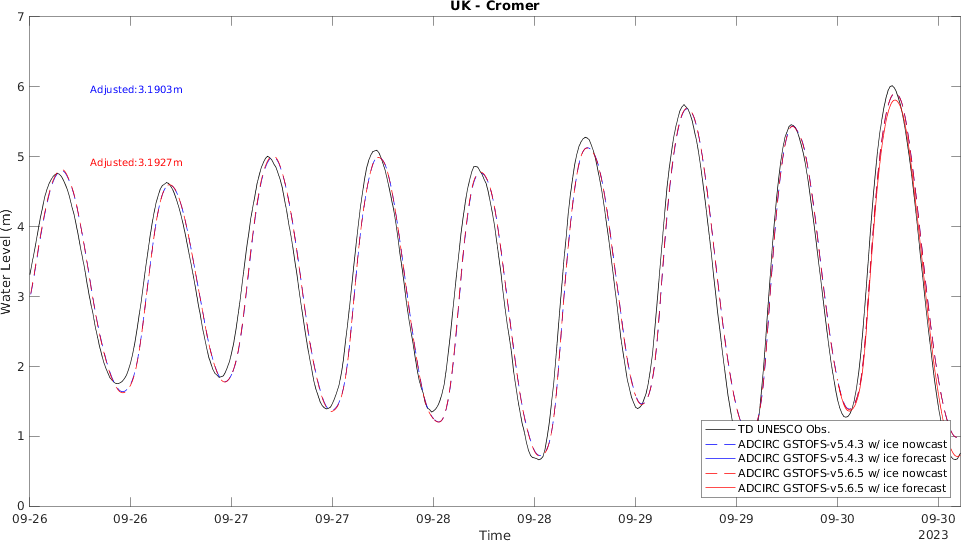 UK - Cromer
7
6
5
4
3
2
1
0
Water Level (m)
Adjusted:3.1903m
Adjusted:3.1927m
TD UNESCO Obs.
ADCIRC GSTOFS-v5.4.3 w/ ice nowcast
ADCIRC GSTOFS-v5.4.3 w/ ice forecast
ADCIRC GSTOFS-v5.6.5 w/ ice nowcast
ADCIRC GSTOFS-v5.6.5 w/ ice forecast
09-26 09-26 09-27 09-27 09-28 09-28 09-29 09-29 09-30 09-30
2023
Time